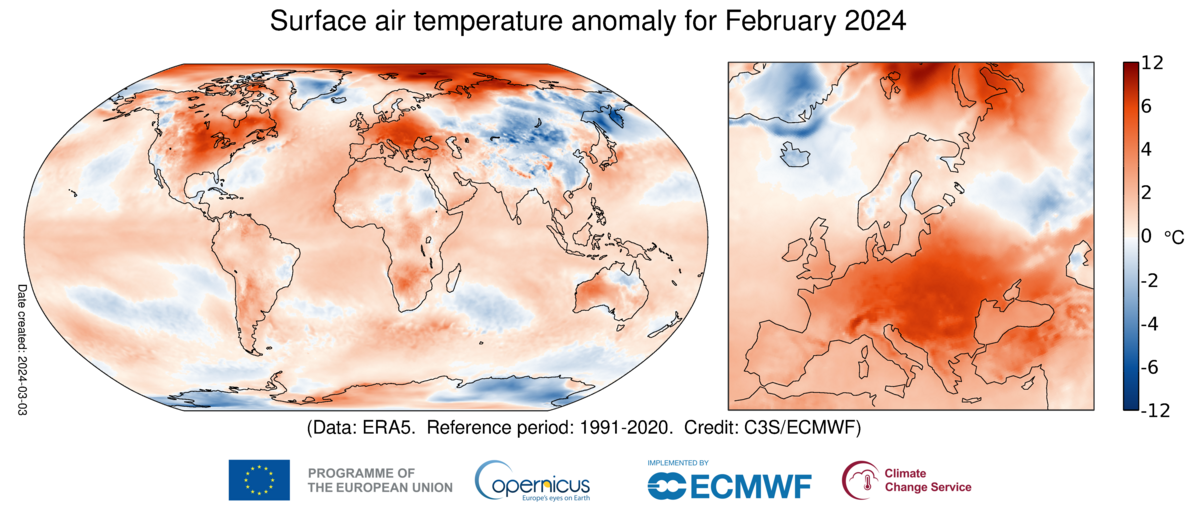 Surface air temperature anomaly for February 2024
Date created: 2024-03-03
12
6
4
2
0
-2
-4
-6
-12
°C
(Data: ERA5.  Reference period: 1991-2020.  Credit: C3S/ECMWF)
PROGRAMME OF
THE EUROPEAN UNION
opernicus
Europe's eyes on Earth
IMPLEMENTED BY
ECMWF
Climate
Change Service